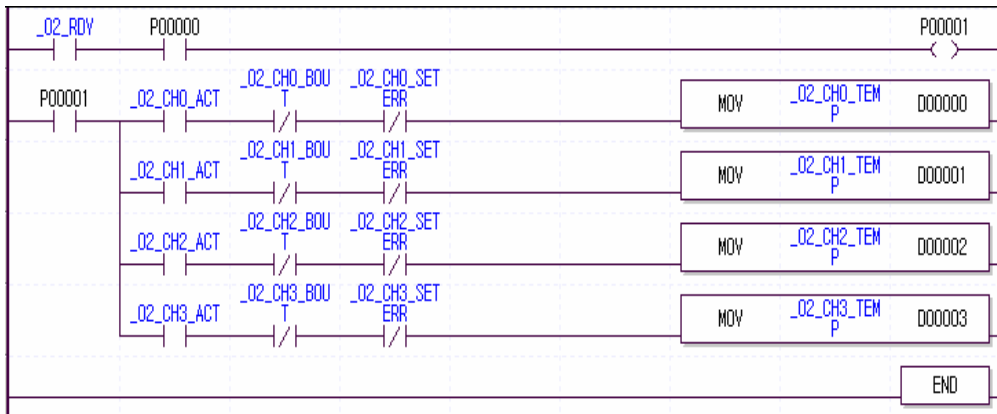 _02_RDY P00000 P00001
_02_CH0_BOU _02_CH0_SET
P00001 _02_CH0_ACT T ERR MOV _02_CH0_TEM D00000
P
_02_CH1_BOU _02_CH1_SET
_02_CH1_ACT T ERR MOV _02_CH1_TEM D00001
P
_02_CH2_BOU _02_CH2_SET
_02_CH2_ACT T ERR MOV _02_CH2_TEM D00002
P
_02_CH3_BOU _02_CH3_SET
_02_CH3_ACT T ERR MOV _02_CH3_TEM D00003
P
END